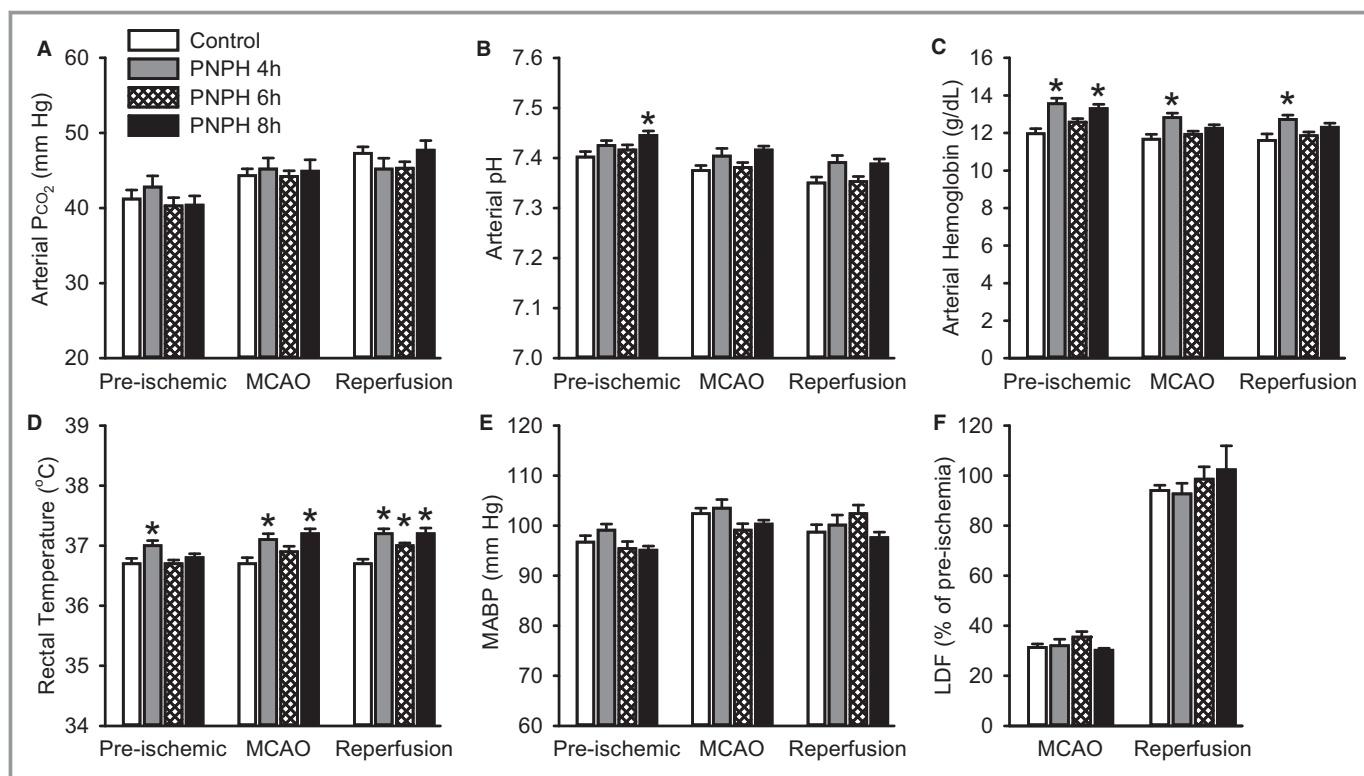 A
Control
PNPH 4h
PNPH 6h
PNPH 8h
Arterial PCO2 (mm Hg)
60
50
40
30
20
Pre-ischemic MCAO Reperfusion
B
Arterial pH
7.6
7.5
7.4
7.3
7.2
7.1
7.0
*
Pre-ischemic MCAO Reperfusion
C
Arterial Hemoglobin (g/dL)
16
14
12
10
8
6
4
2
0
* * * *
Pre-ischemic MCAO Reperfusion
D
Rectal Temperature (°C)
39
38
37
36
35
34
* * * * * *
Pre-ischemic MCAO Reperfusion
E
MABP (mm Hg)
120
110
100
90
80
70
60
Pre-ischemic MCAO Reperfusion
F
LDF (% of pre-ischemia)
120
100
80
60
40
20
0
MCAO Reperfusion